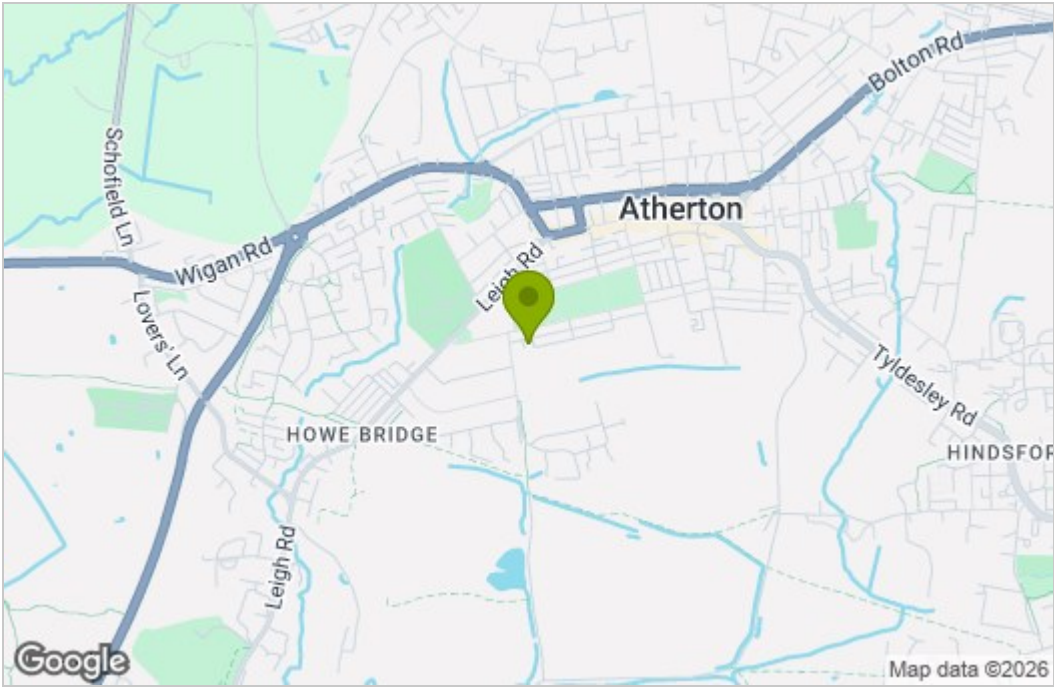 Bolton Rd
Schofield Ln
Atherton
Wigan Rd
Leigh Rd
Lovers' Ln
Tyldesley Rd
HOWE BRIDGE
HINDSFOR
Leigh Rd
Google
Map data ©2026